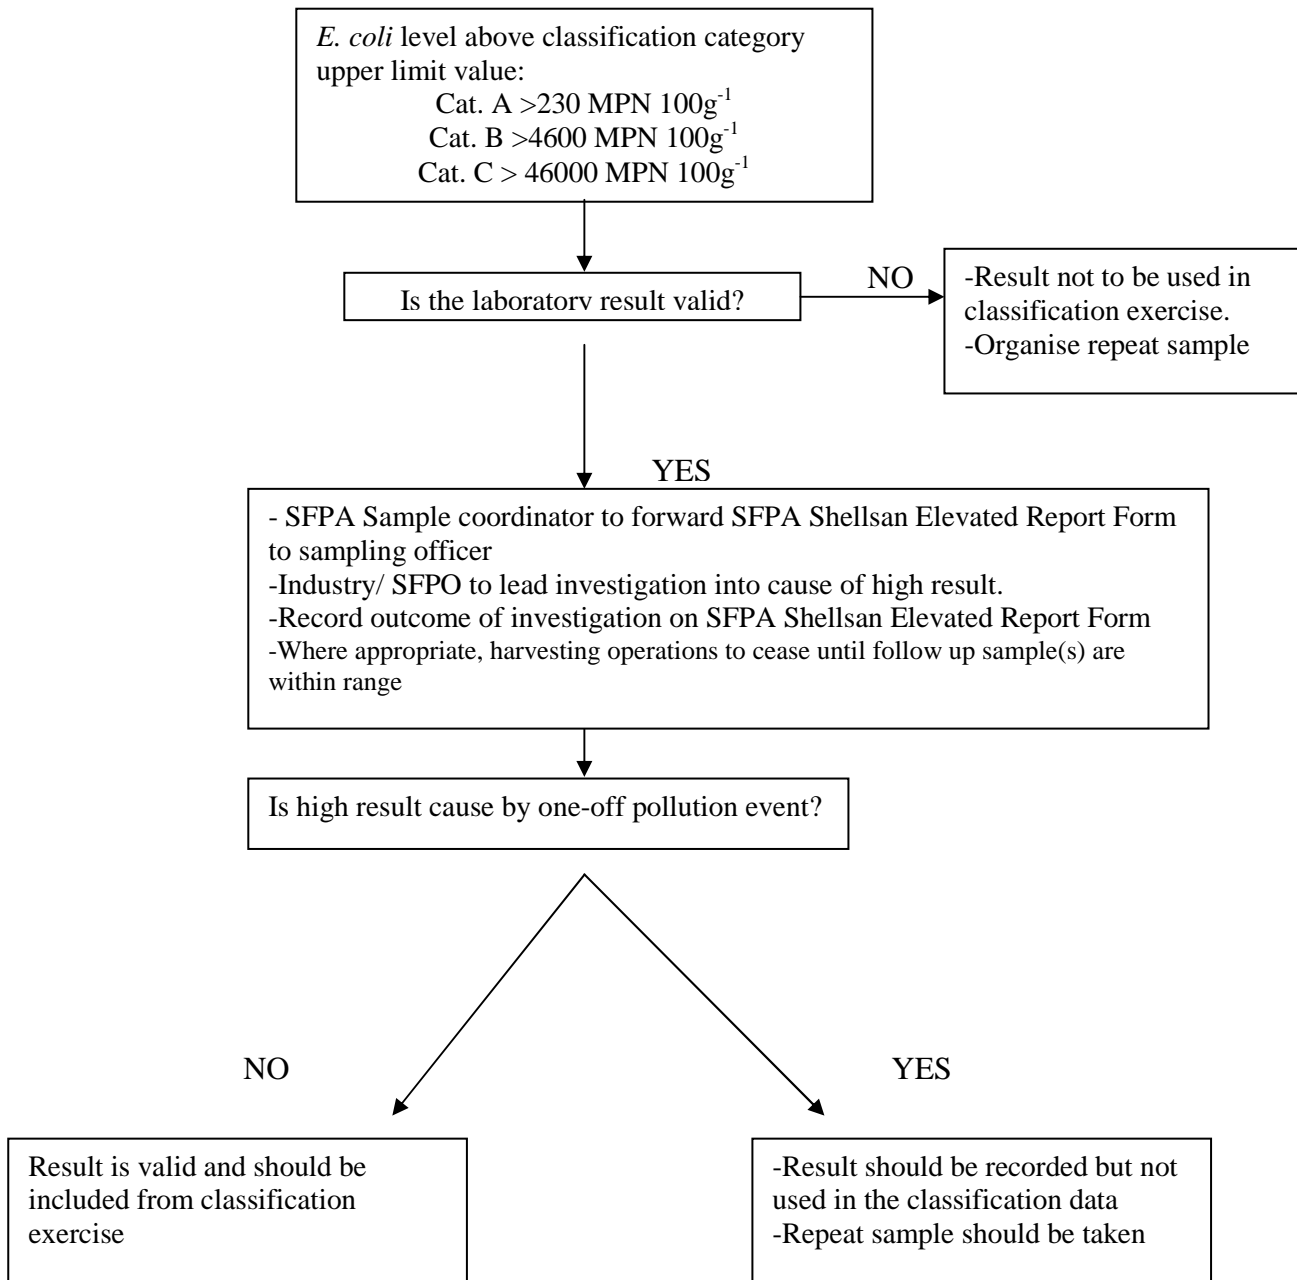 E. coli level above classification category
upper limit value:
Cat. A >230 MPN 100g-1
Cat. B >4600 MPN 100g-1
Cat. C > 46000 MPN 100g-1
Is the laboratory result valid?
NO
-Result not to be used in
classification exercise.
-Organise repeat sample
YES
- SFPA Sample coordinator to forward SFPA Shellsan Elevated Report Form
to sampling officer
-Industry/ SFPO to lead investigation into cause of high result.
-Record outcome of investigation on SFPA Shellsan Elevated Report Form
-Where appropriate, harvesting operations to cease until follow up sample(s) are
within range
Is high result cause by one-off pollution event?
NO
YES
Result is valid and should be
included from classification
exercise
-Result should be recorded but not
used in the classification data
-Repeat sample should be taken